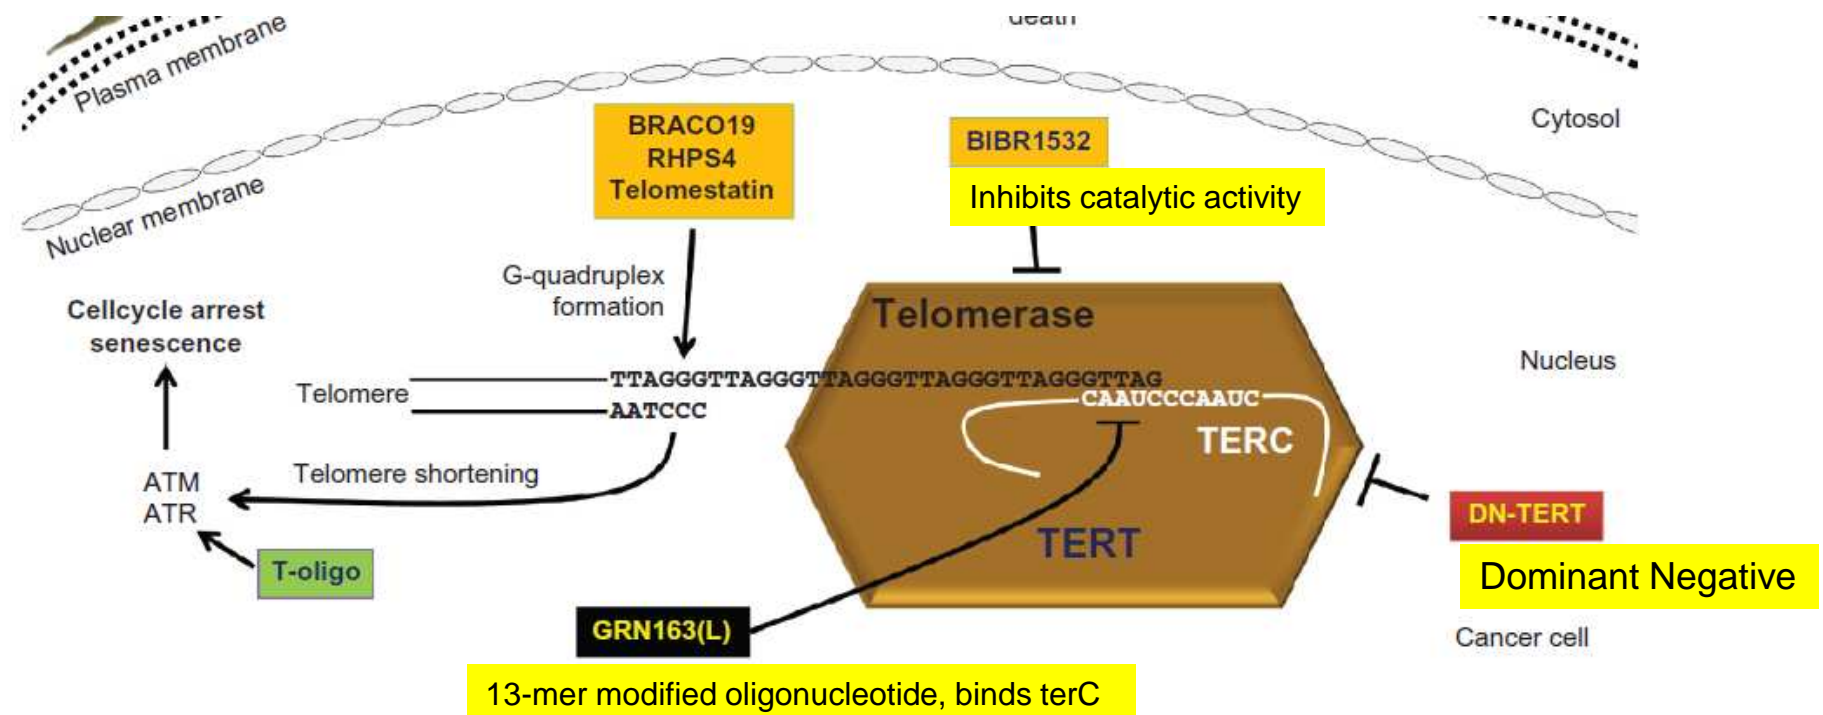 death
Plasma membrane
Cytosol
BRACO19
RHPS4
Telomestatin
BIBR1532
Inhibits catalytic activity
Nuclear membrane
G-quadruplex
formation
Cellcycle arrest
senescence
Telomerase
Nucleus
Telomere
TTAGGGTTAGGGTTAGGGTTAGGGTTAGGGTTAG
AATCCC
CAAUCCCAAUC
TERC
Telomere shortening
ATM
ATR
DN-TERT
TERT
T-oligo
Dominant Negative
GRN163(L)
Cancer cell
13-mer modified oligonucleotide, binds terC